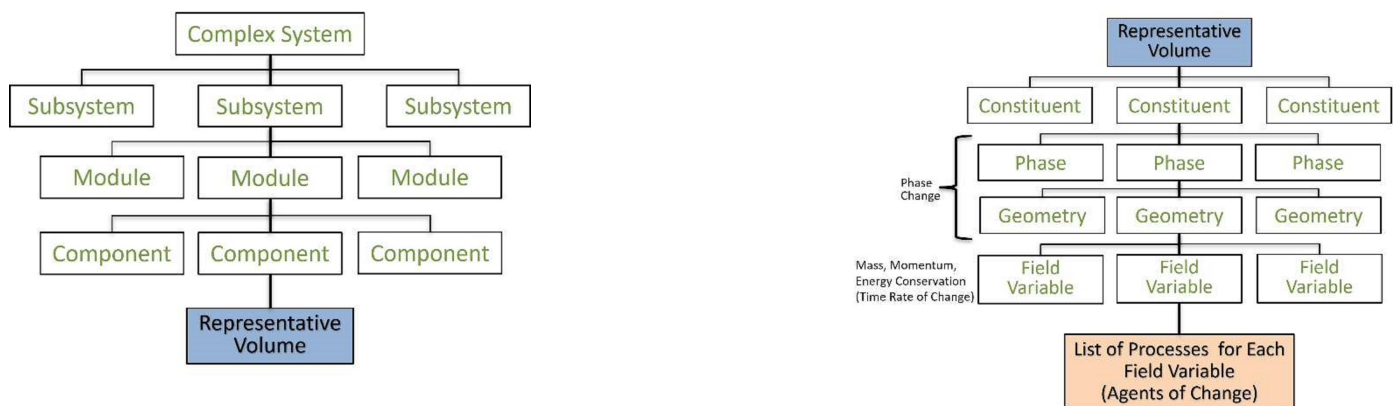 Complex System
Subsystem
Subsystem
Subsystem
Module
Module
Module
Component
Component
Component
Representative
Volume
Representative
Volume
Constituent
Constituent
Constituent
Phase
Change
Phase
Phase
Phase
Geometry
Geometry
Geometry
Mass, Momentum,
Energy Conservation
(Time Rate of Change)
Field
Variable
Field
Variable
Field
Variable
List of Processes for Each
Field Variable
(Agents of Change)